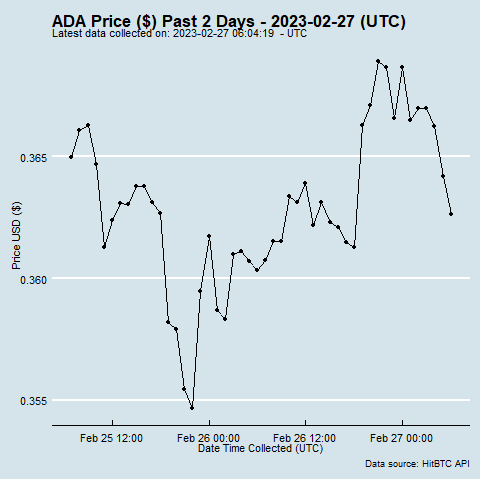 ADA Price ($) Past 2 Days - 2023-02-27 (UTC)
Latest data collected on: 2023-02-27 06:04:19  - UTC
0.365
0.360
0.355
Price USD ($)
Feb 25 12:00
Feb 26 00:00
Feb 26 12:00
Feb 27 00:00
Date Time Collected (UTC)
Data source: HitBTC API